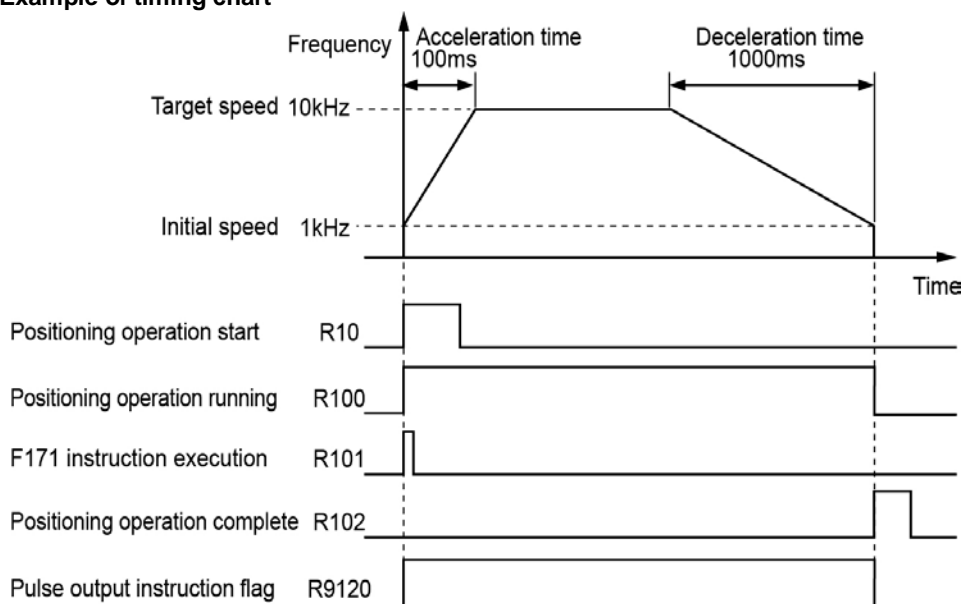 Example of timing chart
Frequency
Acceleration time
100ms
Deceleration time
1000ms
Target speed 10kHz
Initial speed 1kHz
Time
Positioning operation start R10
Positioning operation running R100
F171 instruction execution R101
Positioning operation complete R102
Pulse output instruction flag R9120